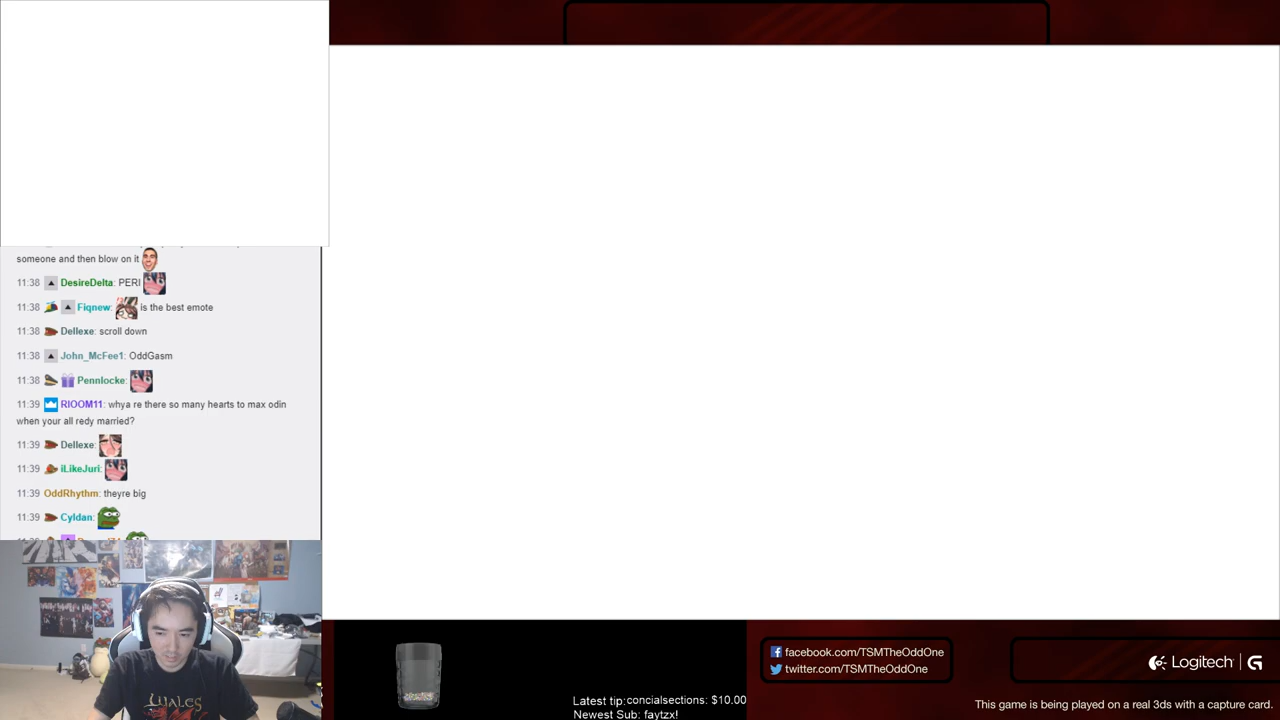 someone and then blow on it
11:38 DesireDelta: PERI
11:38 Fiqnew: is the best emote
11:38 Dellexe: scroll down
11:38 John_McFee1: OddGasm
11:38 Pennlocke:
11:39 RIOOM11: whya re there so many hearts to max odin
when your all redy married?
11:39 Dellexe:
11:39 iLikeJuri:
11:39 OddRhythm: theyre big
11:39 Cyldan:
Latest tip: concialsections: $10.00
Newest Sub: faytzx!
facebook.com/TSMTheOddOne
twitter.com/TSMTheOddOne
Logitech G
This game is being played on a real 3ds with a capture card.